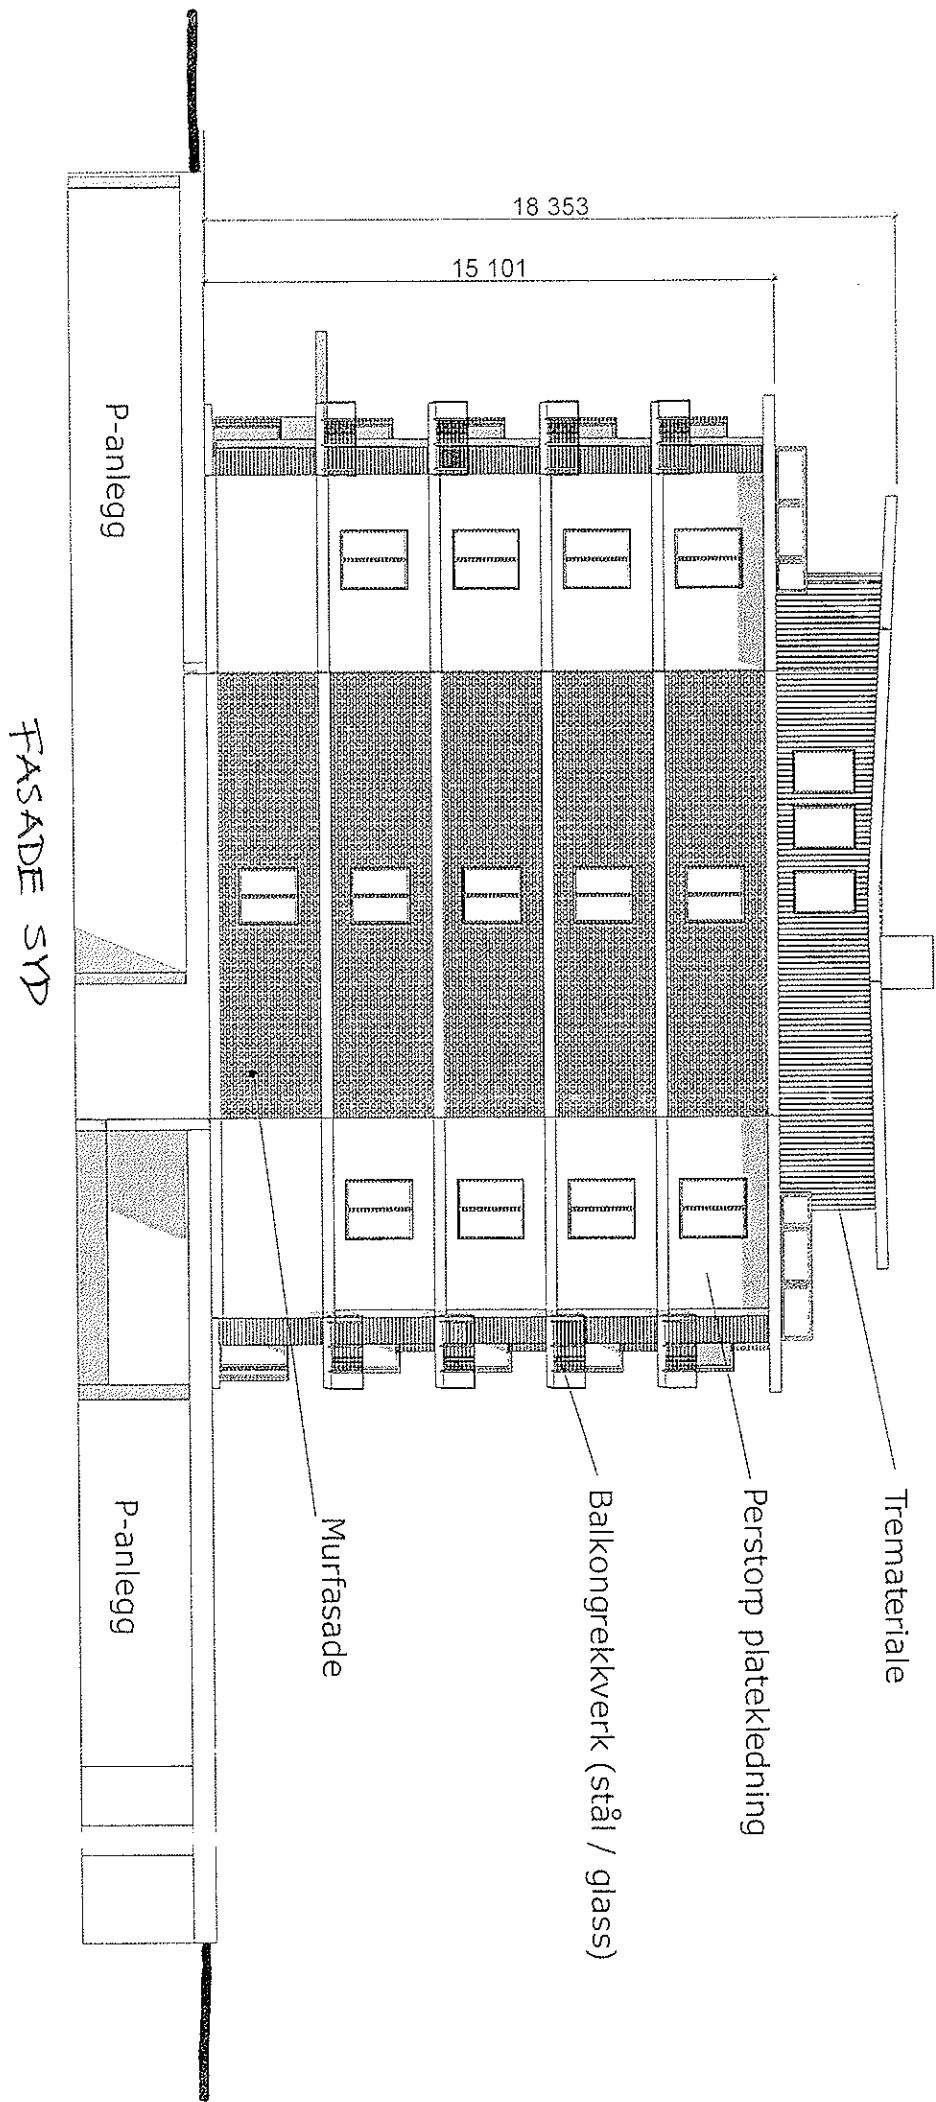 18 353
15 101
Tremateriale
Perstorp platekledning
Balkongrekkverk (stål / glass)
Murfasade
P-anlegg
P-anlegg
FASADE SYD